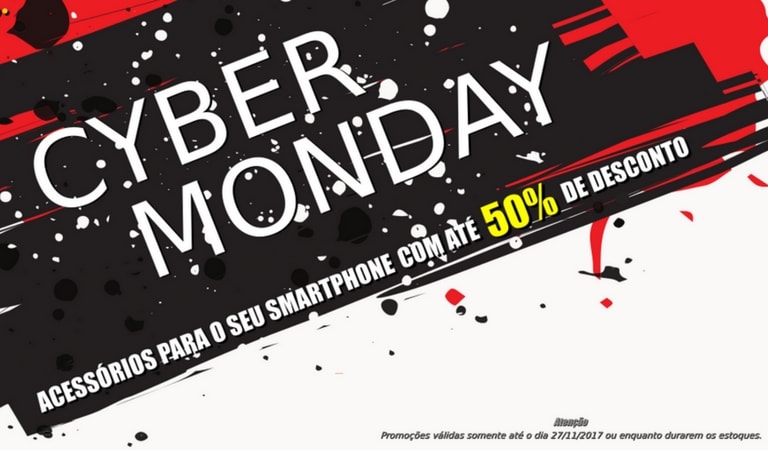 CYBER
MONDAY
ACESSÓRIOS PARA O SEU SMARTPHONE COM ATÉ 50% DE DESCONTO
Atenção
Promoções válidas somente até o dia 27/11/2017 ou enquanto durarem os estoques.